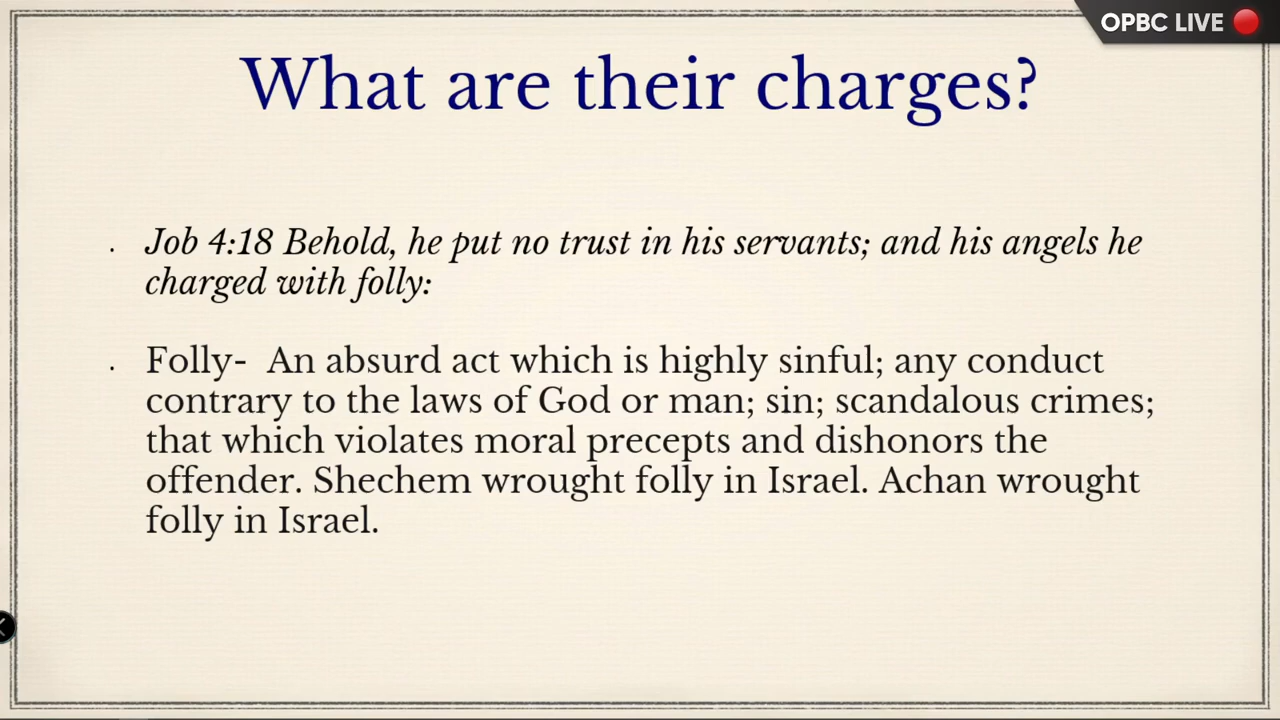 OPBC LIVE
What are their charges?
. Job 4:18 Behold, he put no trust in his servants; and his angels he
charged with folly:
. Folly-  An absurd act which is highly sinful; any conduct
contrary to the laws of God or man; sin; scandalous crimes;
that which violates moral precepts and dishonors the
offender. Shechem wrought folly in Israel. Achan wrought
folly in Israel.